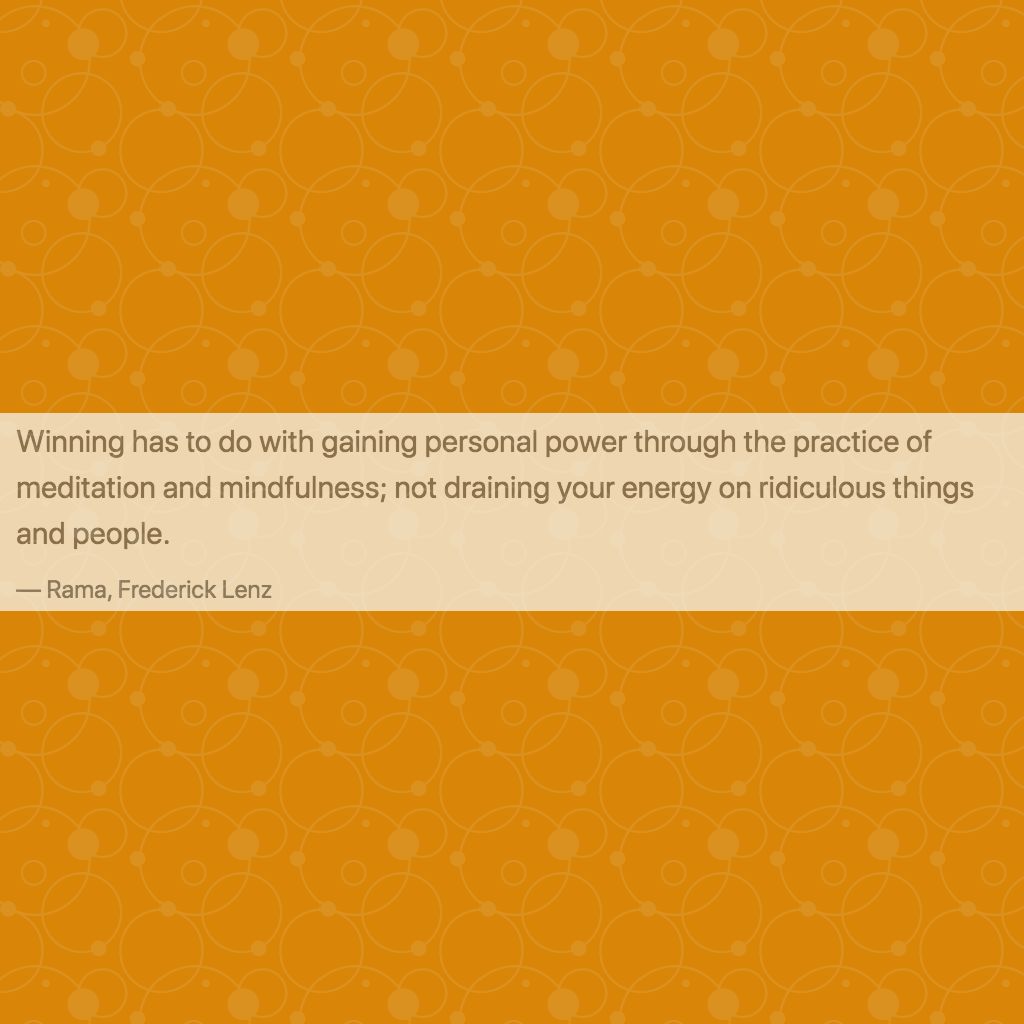 Winning has to do with gaining personal power through the practice of
meditation and mindfulness; not draining your energy on ridiculous things
and people.
— Rama, Frederick Lenz